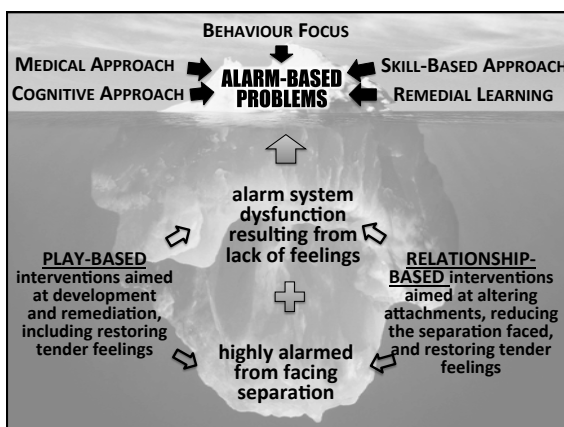 BEHAVIOUR FOCUS
MEDICAL APPROACH
COGNITIVE APPROACH
ALARM-BASED
PROBLEMS
SKILL-BASED APPROACH
REMEDIAL LEARNING
alarm system
dysfunction
resulting from
lack of feelings
PLAY-BASED
interventions aimed
at development
and remediation,
including restoring
tender feelings
RELATIONSHIP-
BASED interventions
aimed at altering
attachments, reducing
the separation faced,
and restoring tender
feelings
highly alarmed
from facing
separation